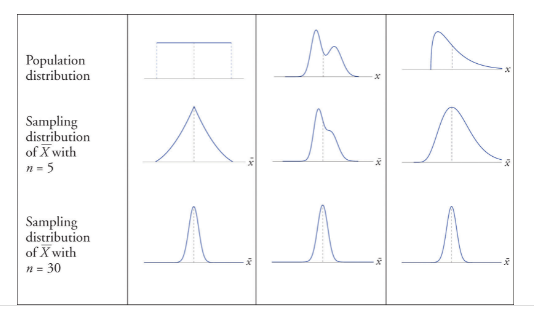 Population
distribution
x
x
Sampling
distribution
of X̅ with
n = 5
x̄
x̄
x̄
Sampling
distribution
of X̅ with
n = 30
x̄
x̄
x̄